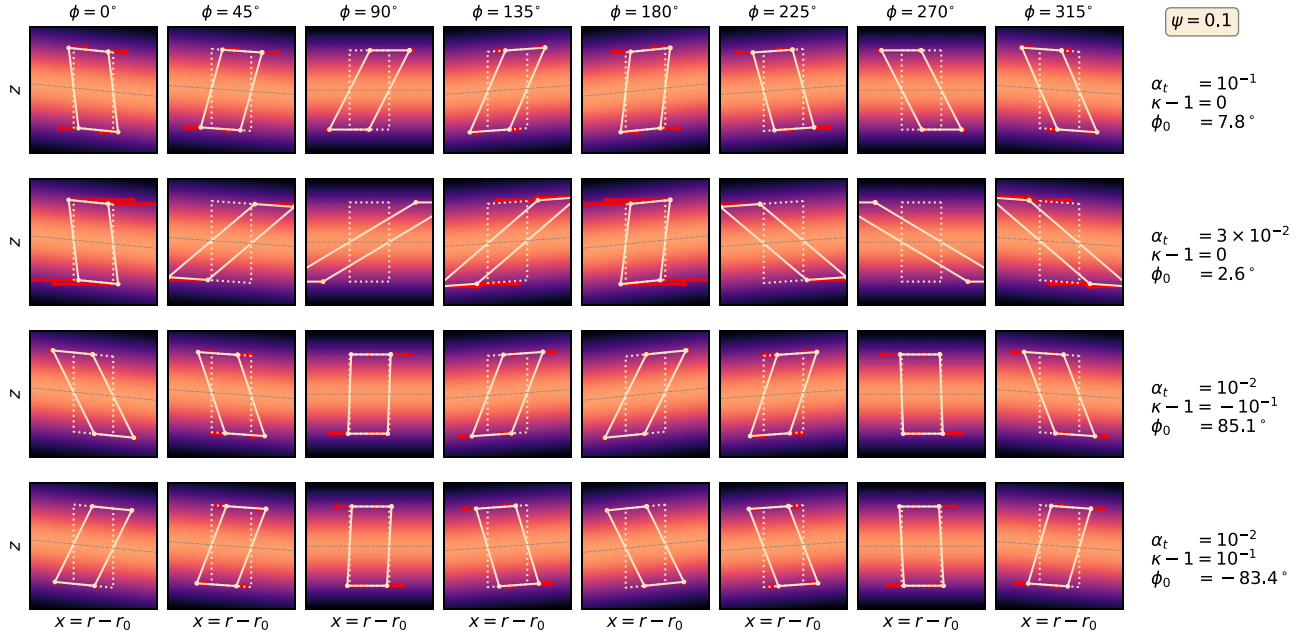 ϕ = 0° ϕ = 45° ϕ = 90° ϕ = 135° ϕ = 180° ϕ = 225° ϕ = 270° ϕ = 315°
ψ = 0.1
z
α_t = 10^{-1}
κ − 1 = 0
ϕ_0 = 7.8°
z
α_t = 3 × 10^{-2}
κ − 1 = 0
ϕ_0 = 2.6°
z
α_t = 10^{-2}
κ − 1 = −10^{-1}
ϕ_0 = 85.1°
z
α_t = 10^{-2}
κ − 1 = 10^{-1}
ϕ_0 = −83.4°
x = r − r_0 x = r − r_0 x = r − r_0 x = r − r_0 x = r − r_0 x = r − r_0 x = r − r_0 x = r − r_0